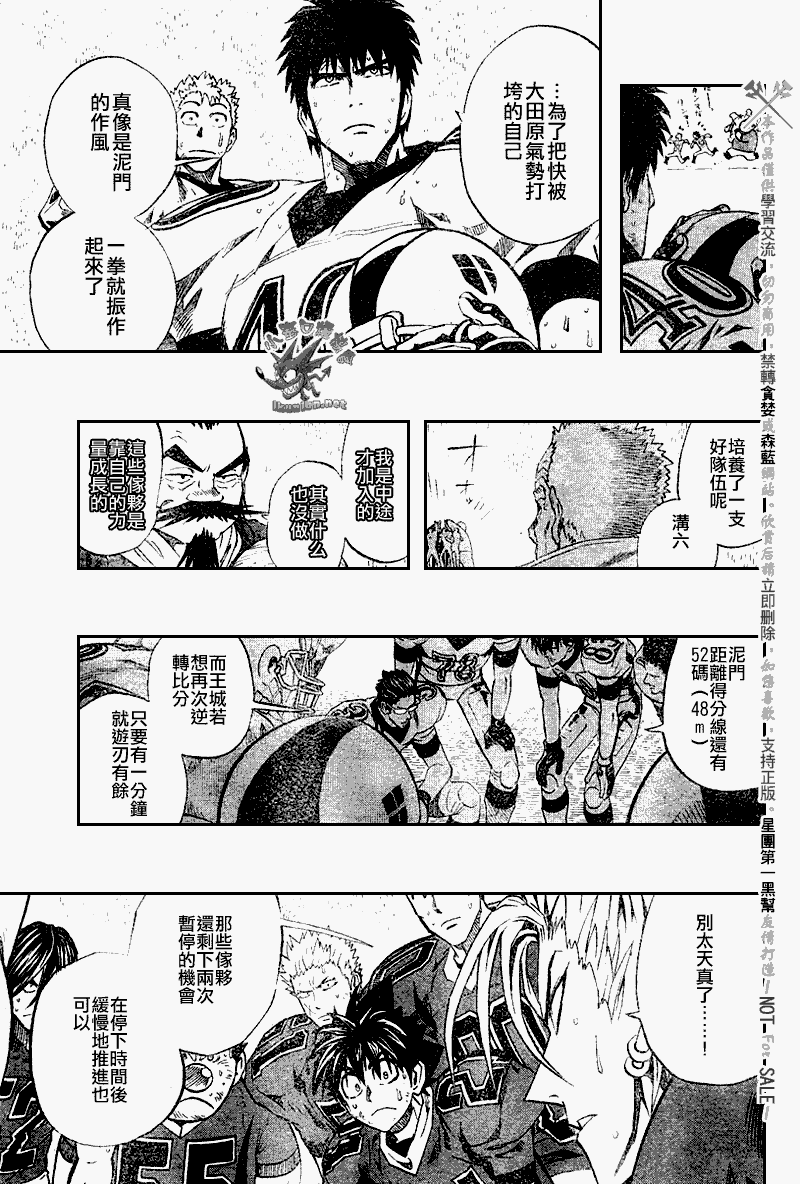 …為了把快被
大田原氣勢打
垮的自己
真像是泥門
的作風
一拳就振作
起來了
培養了一支
好隊伍呢
溝六
我是中途
才加入的
其實什么
也沒做
這些傢夥是
靠自己的力
量成長的
泥門
距離得分線還有
52碼(48m)
而王城若
想再次逆
轉比分
只要有一分鐘
就遊刃有餘
別太天真了……!
那些傢夥
還剩下兩次
暫停的機會
在停下時間後
緩慢地推進也
可以
本作品僅供學習交流,勿勿商用,禁轉貪婪或森藍網站。欣賞后請立即刪除,如您喜歡,支持正版。星團第一黑幫友情打造!NOT For SALE!